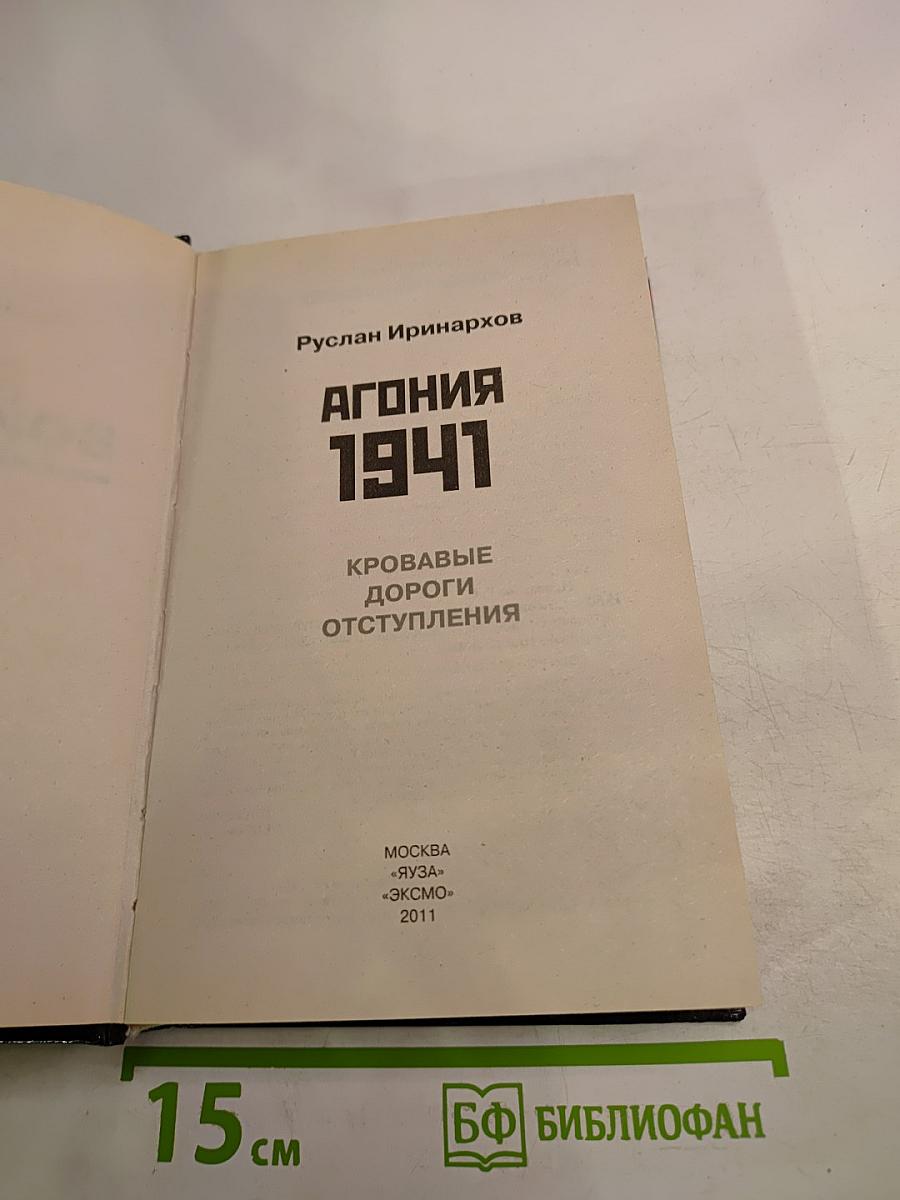 Руслан Иринархов
АГОНИЯ
1941
КРОВАВЫЕ
ДОРОГИ
ОТСТУПЛЕНИЯ
МОСКВА
«ЯУЗА»
«ЭКСМО»
2011
15 см
БФ БИБЛИОФАН